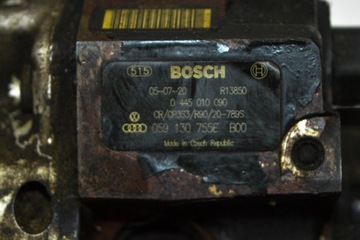 515 BOSCH
05-07-20 R13850
0 445 010 090
CR/CP3S3/R90/20-789S
059 130 755E B00
Made in Czech Republic